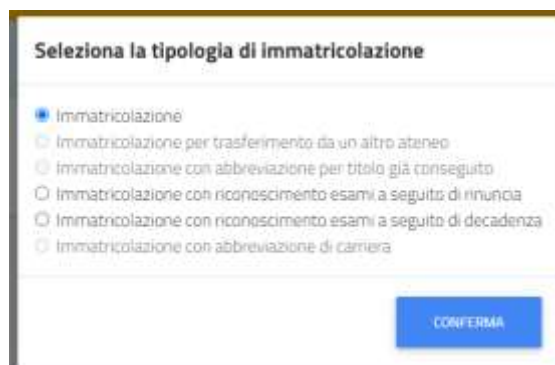 Seleziona la tipologia di immatricolazione
Immatricolazione
Immatricolazione per trasferimento da un altro ateneo
Immatricolazione con abbreviazione per titolo già conseguito
Immatricolazione con riconoscimento esami a seguito di rinuncia
Immatricolazione con riconoscimento esami a seguito di decadenza
Immatricolazione con abbreviazione di carriera
CONFERMA